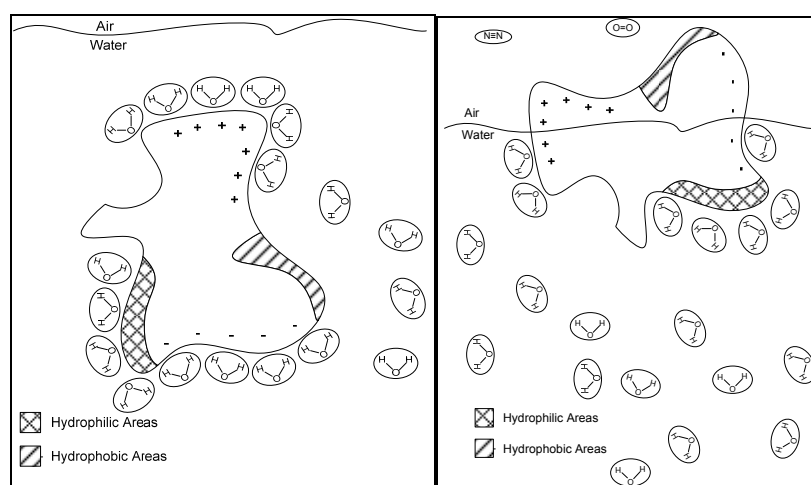 Air
Water
Hydrophilic Areas
Hydrophobic Areas
N≡N
O=O
Air
Water
Hydrophilic Areas
Hydrophobic Areas